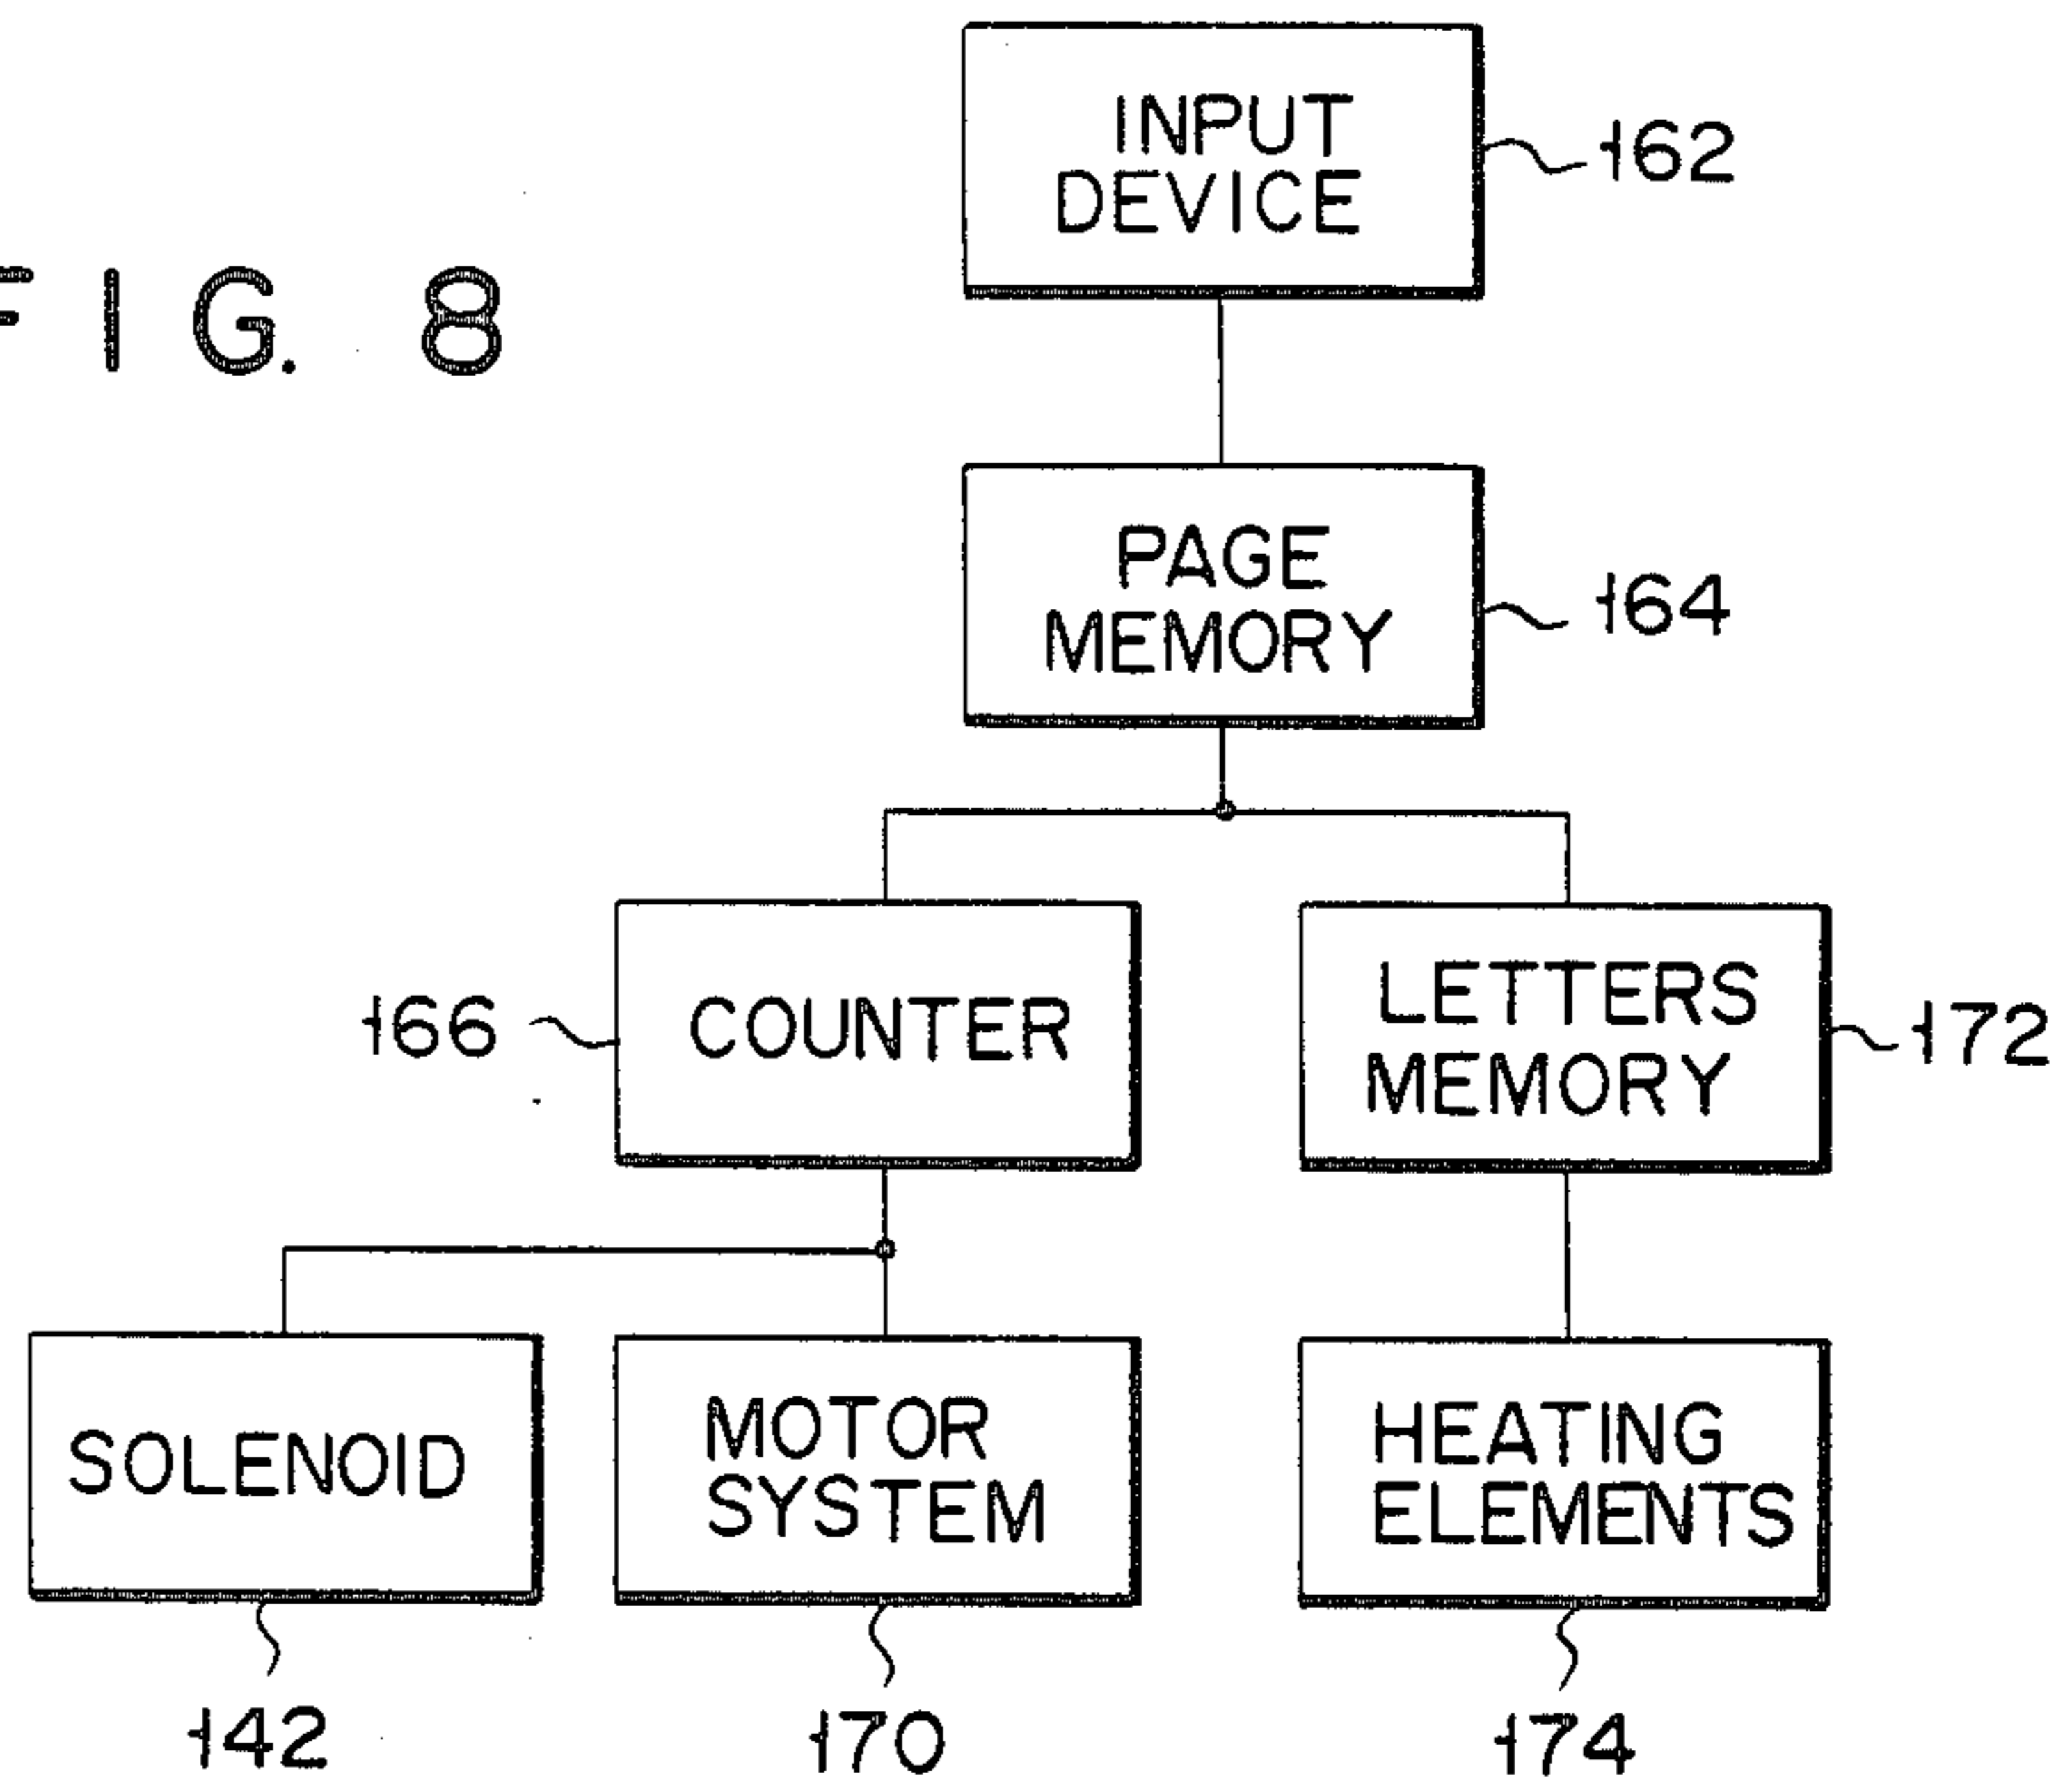 INPUT
DEVICE
162
FIG. 8
PAGE
MEMORY
164
COUNTER
166
LETTERS
MEMORY
172
SOLENOID
MOTOR
SYSTEM
HEATING
ELEMENTS
142
170
174